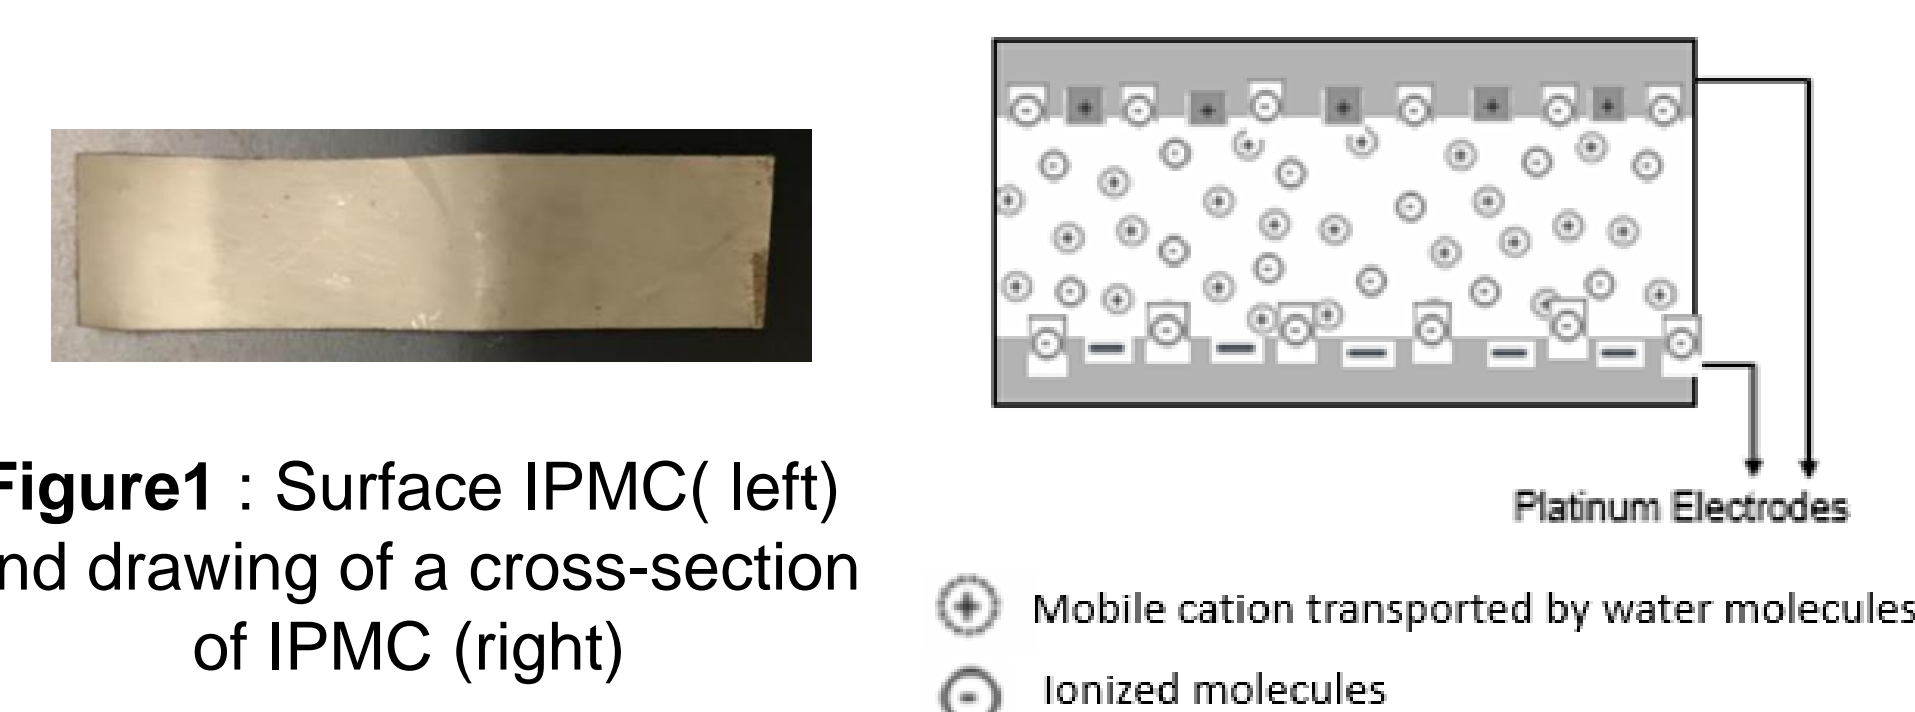 Figure1 : Surface IPMC( left)
nd drawing of a cross-section
of IPMC (right)
Platinum Electrodes
Mobile cation transported by water molecules
Ionized molecules